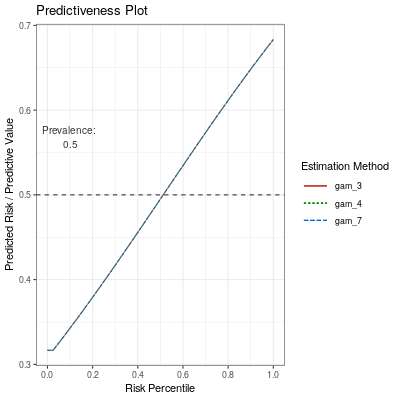 Predictiveness Plot
Predicted Risk / Predictive Value
0.7
0.6
0.5
0.4
0.3
Prevalence:
0.5
0.0
0.2
0.4
0.6
0.8
1.0
Risk Percentile
Estimation Method
gam_3
gam_4
gam_7